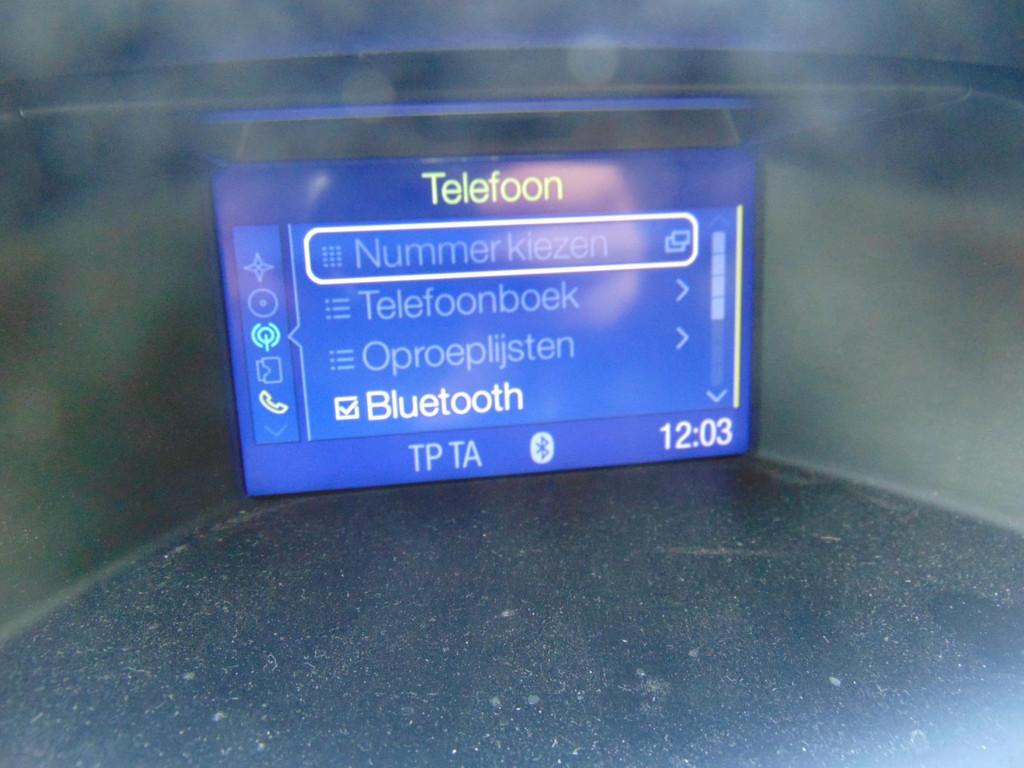 Telefoon
Nummer kiezen
Telefoonboek
Oproeplijsten
Bluetooth
TP TA 12:03